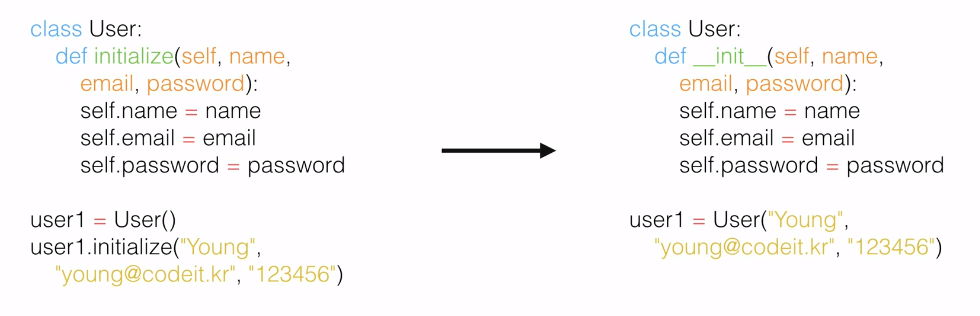 class User:
def initialize(self, name,
email, password):
self.name = name
self.email = email
self.password = password
user1 = User()
user1.initialize("Young",
"young@codeit.kr", "123456")
class User:
def __init__(self, name,
email, password):
self.name = name
self.email = email
self.password = password
user1 = User("Young",
"young@codeit.kr", "123456")